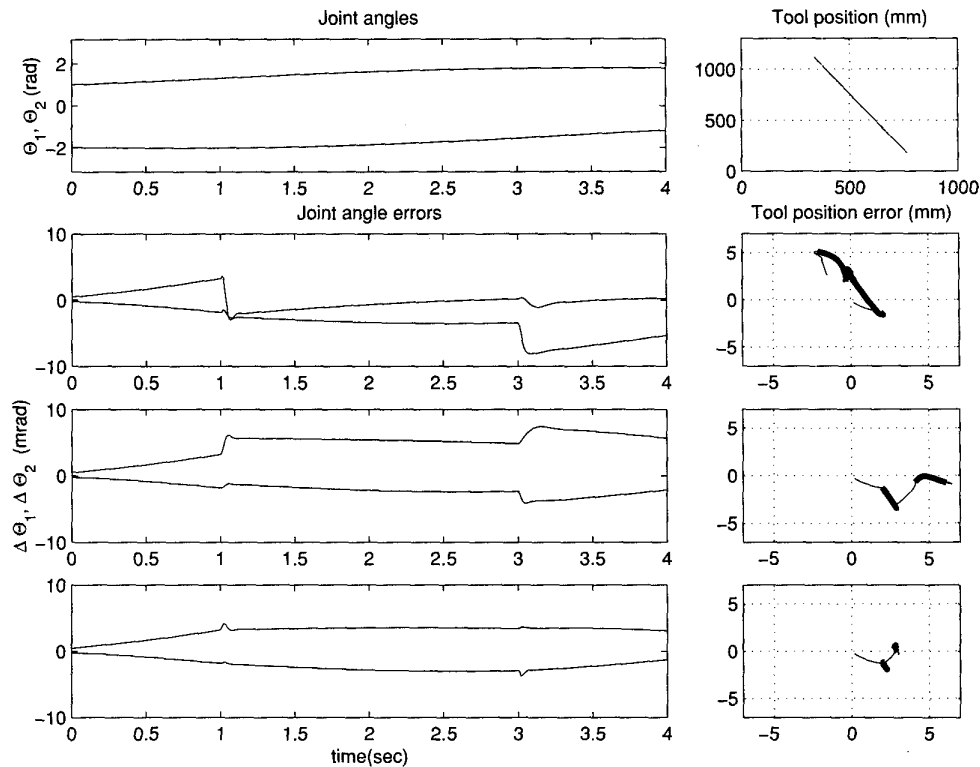 Joint angles
Tool position (mm)
Θ1, Θ2 (rad)
2
0
−2
0 0.5 1 1.5 2 2.5 3 3.5 4
1000
500
0
0 500 1000
Joint angle errors
Tool position error (mm)
10
0
−10
0 0.5 1 1.5 2 2.5 3 3.5 4
5
0
−5
−5 0 5
Δ Θ1, Δ Θ2 (mrad)
10
0
−10
0 0.5 1 1.5 2 2.5 3 3.5 4
5
0
−5
−5 0 5
10
0
−10
0 0.5 1 1.5 2 2.5 3 3.5 4
time(sec)
5
0
−5
−5 0 5